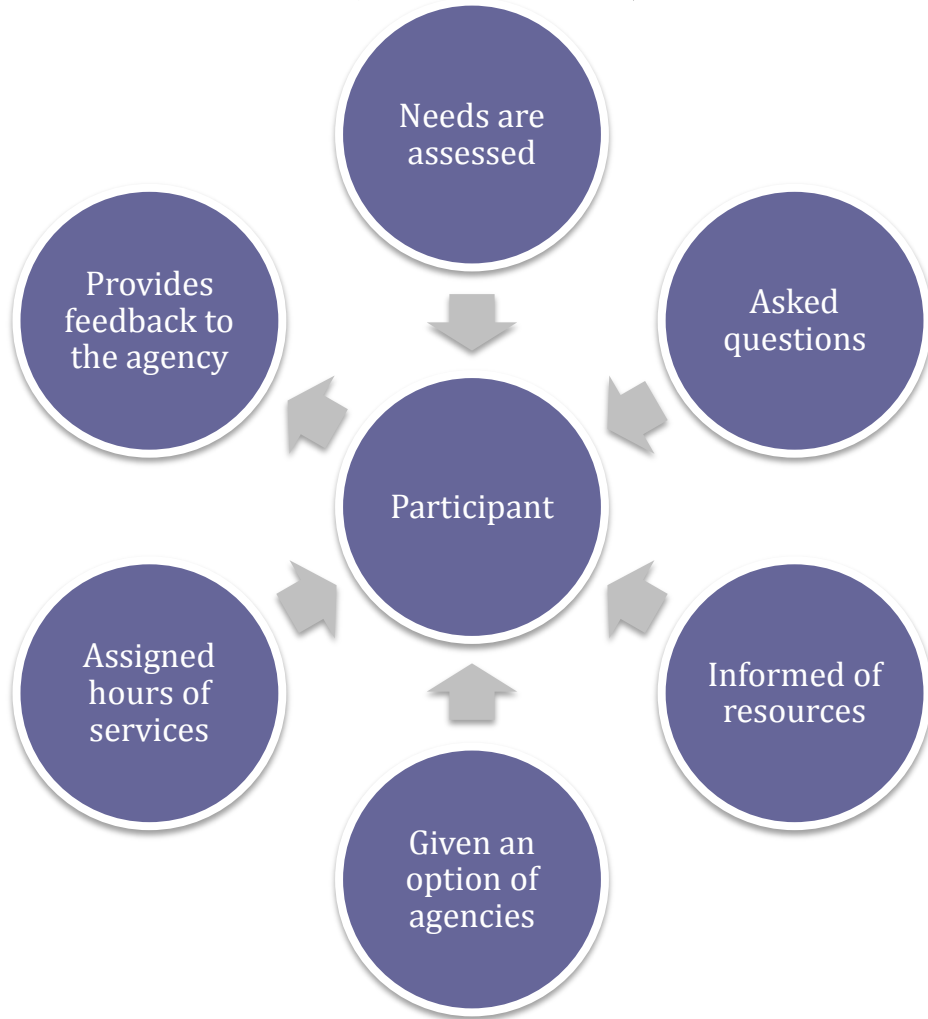 Needs are
assessed
Asked
questions
Informed of
resources
Given an
option of
agencies
Assigned
hours of
services
Provides
feedback to
the agency
Participant